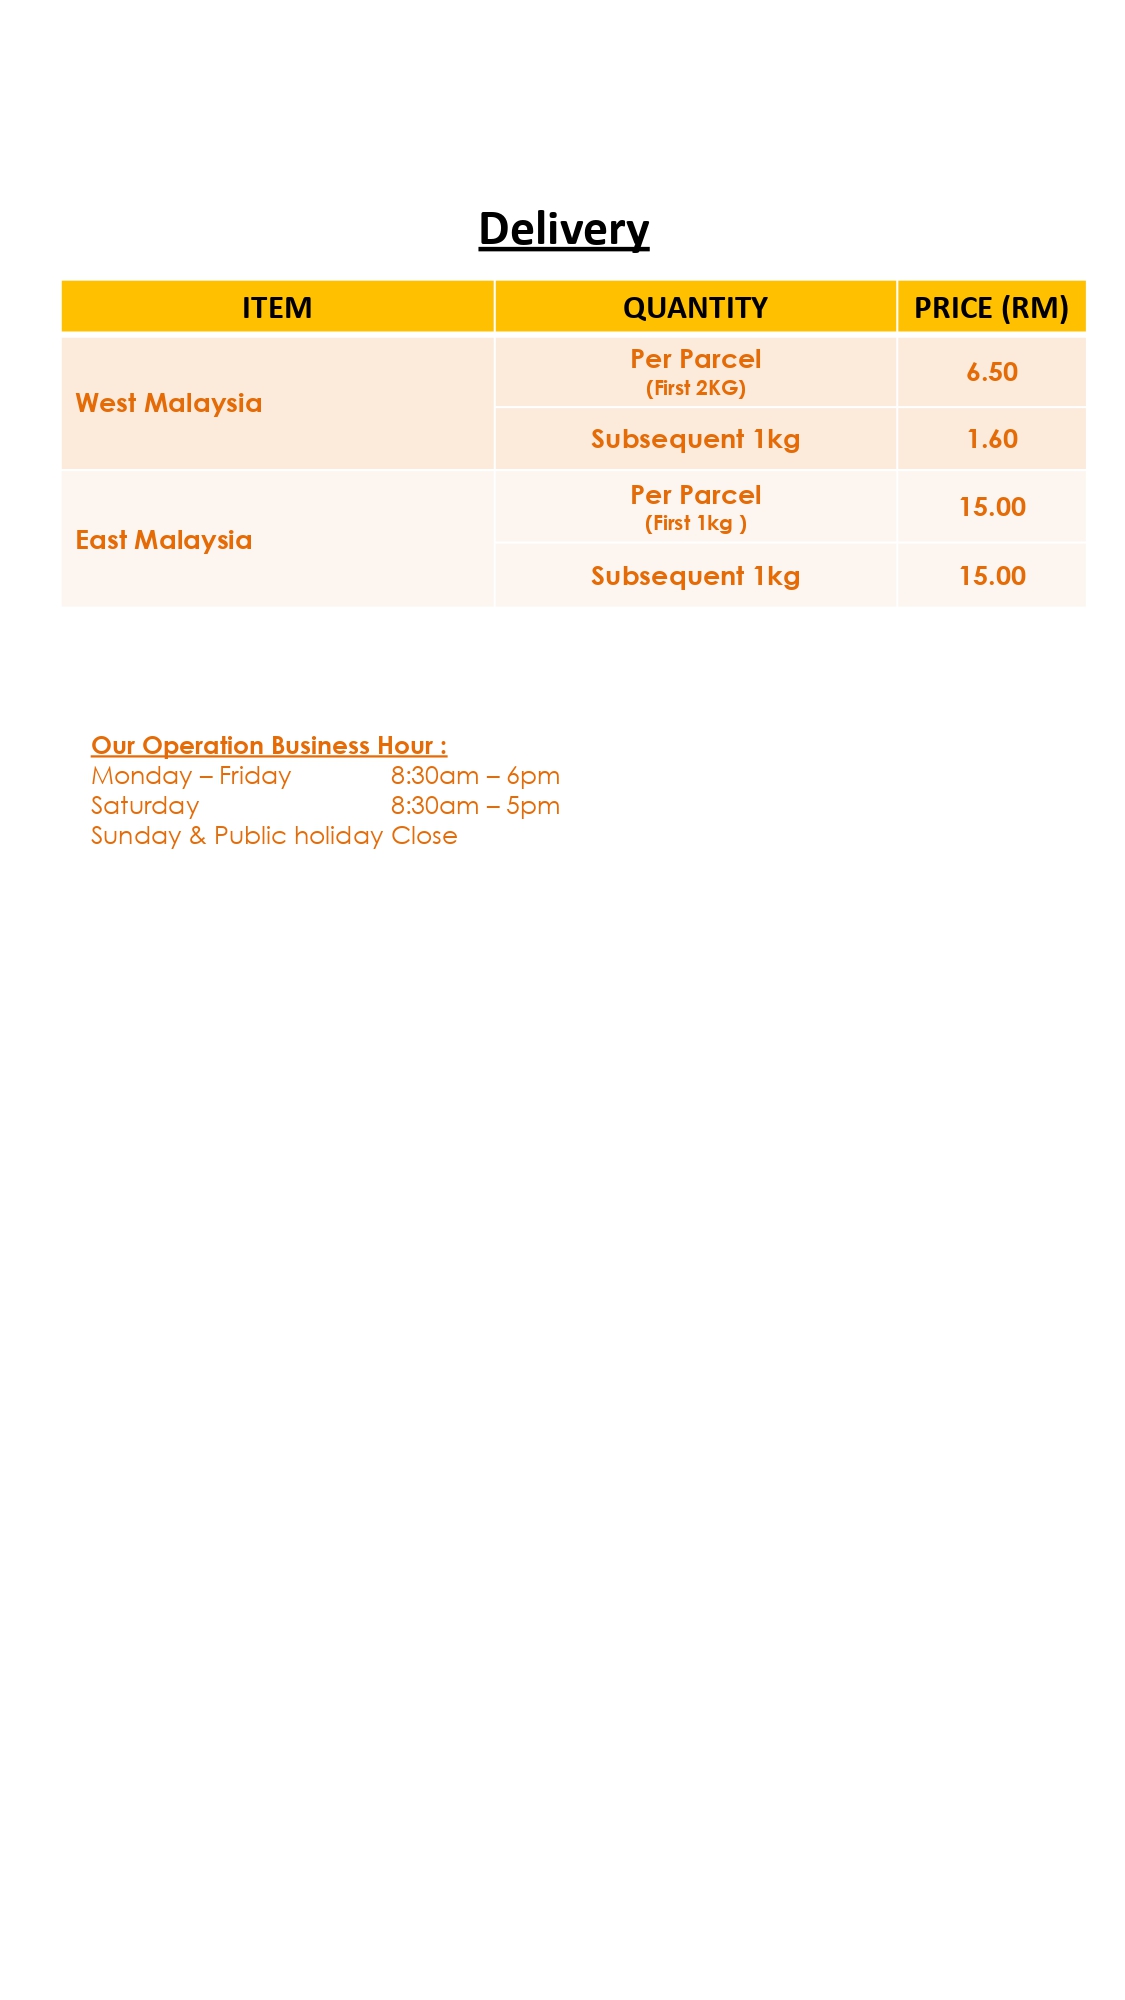 Delivery
ITEM QUANTITY PRICE (RM)
West Malaysia
Per Parcel
(First 2KG)
6.50
Subsequent 1kg 1.60
East Malaysia
Per Parcel
(First 1kg )
15.00
Subsequent 1kg 15.00
Our Operation Business Hour :
Monday – Friday 8:30am – 6pm
Saturday 8:30am – 5pm
Sunday & Public holiday Close